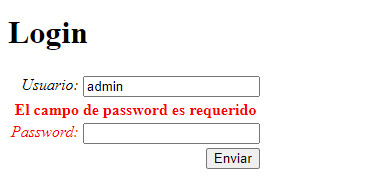 Login
Usuario: admin
El campo de password es requerido
Password:
Enviar